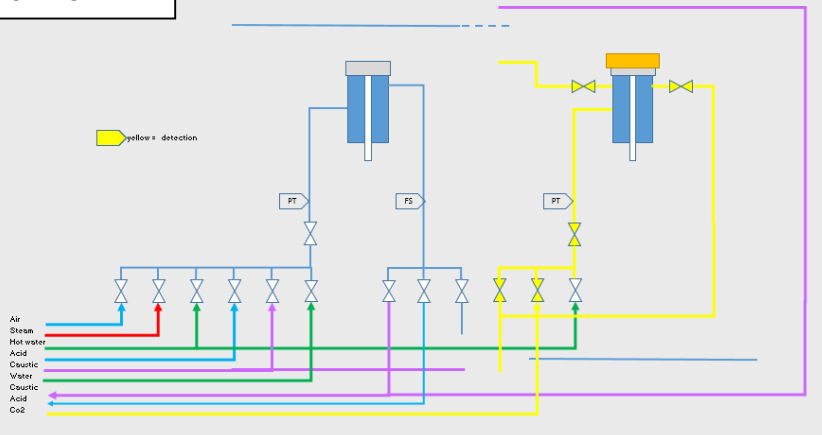 yellow = detection
PT
FS
PT
Air
Steam
Hot water
Acid
Caustic
Water
Caustic
Acid
Co2